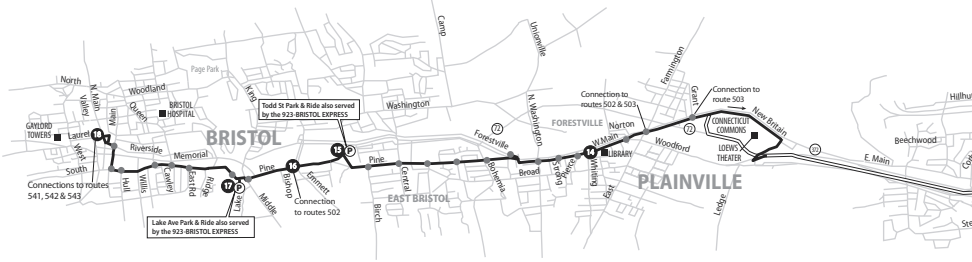 North
N. Main
Valley
Woodland
Queen
Main
BRISTOL
HOSPITAL
GAYLORD
TOWERS
18
Laurel
West
South
Riverside
Memorial
Hull
Willis
Cawley
East Rd
Ridge
Lake
Connections to routes
541, 542 & 543
17
P
Lake Ave Park & Ride also served
by the 923-BRISTOL EXPRESS
Page Park
King
BRISTOL
Todd St Park & Ride also served
by the 923-BRISTOL EXPRESS
15
P
16
Pine
Bishop
Emmett
Middle
Connection
to routes 502
Washington
Camp
Unionville
Pine
Central
Birch
EAST BRISTOL
72
Forestville
N. Washington
Bohemia
Broad
Strong
Pierce
FORESTVILLE
Connection to
routes 502 & 503
14
W.Main
Norton
LIBRARY
Whiting
East
Woodford
PLAINVILLE
Farmington
Grant
72
Connection to
route 503
New Britain
CONNECTICUT
COMMONS
LOEWS
THEATER
Ledge
372
E. Main
Beechwood
Hillhu
Ste